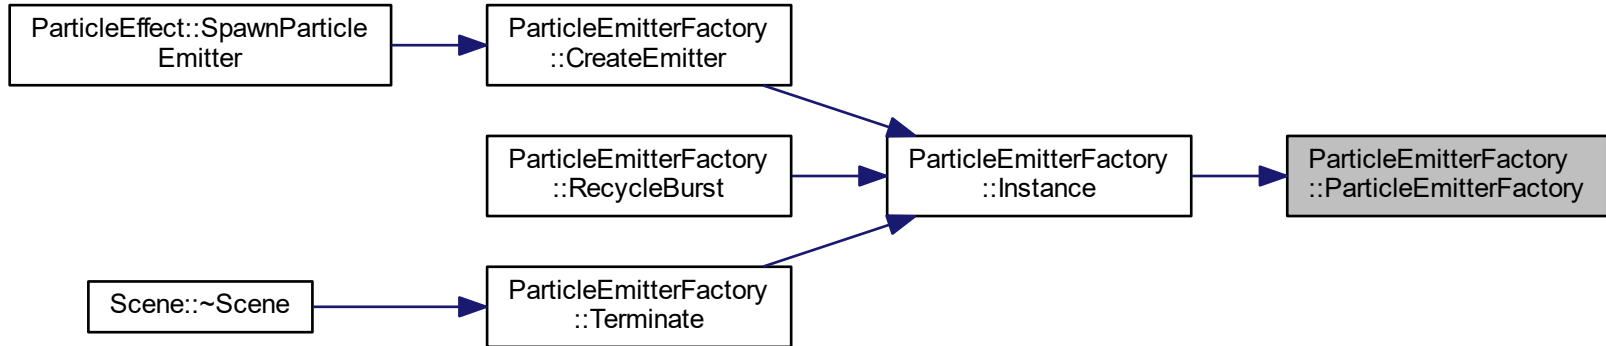 ParticleEffect::SpawnParticle
Emitter
ParticleEmitterFactory
::CreateEmitter
ParticleEmitterFactory
::RecycleBurst
ParticleEmitterFactory
::Instance
ParticleEmitterFactory
::ParticleEmitterFactory
Scene::~Scene
ParticleEmitterFactory
::Terminate